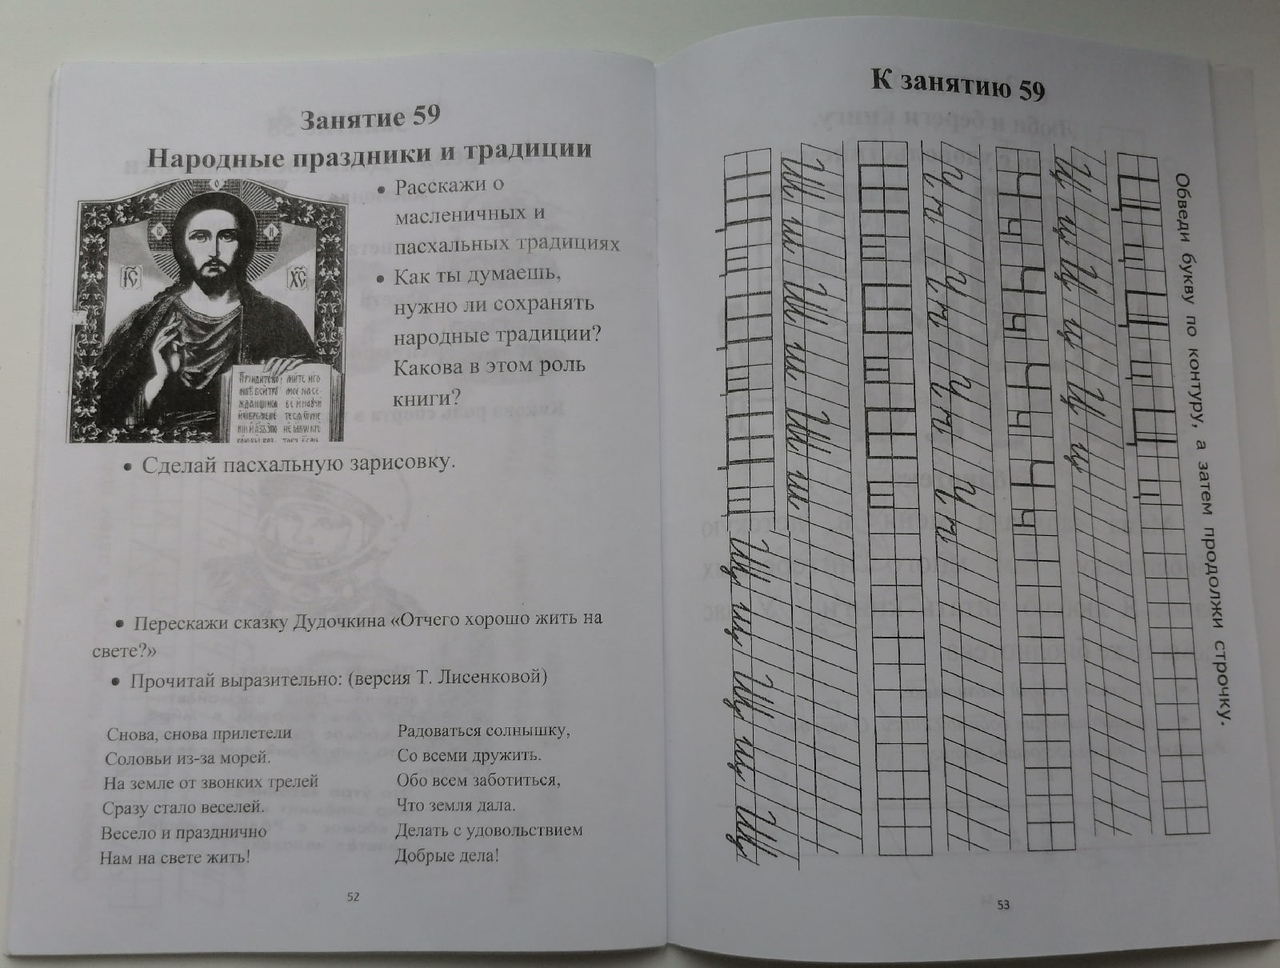 Занятие 59
Народные праздники и традиции
ІС ХС
• Расскажи о
масленичных и
пасхальных традициях
• Как ты думаешь,
нужно ли сохранять
народные традиции?
Какова в этом роль
книги?
• Сделай пасхальную зарисовку.
• Перескажи сказку Дудочкина «Отчего хорошо жить на
свете?»
• Прочитай выразительно: (версия Т. Лисенковой)
Снова, снова прилетели
Соловьи из-за морей.
На земле от звонких трелей
Сразу стало веселей.
Весело и празднично
Нам на свете жить!
Радоваться солнышку,
Со всеми дружить.
Обо всем заботиться,
Что земля дала.
Делать с удовольствием
Добрые дела!
52
К занятию 59
Обведи букву по контуру, а затем продолжи строчку.
Ц ц Ц ц Ц ц
Ц ц Ц ц Ц ц
Ч ч Ч ч Ч ч Ч ч
Ч ч Ч ч Ч ч Ч ч
Ш ш Ш ш Ш ш
Ш ш Ш ш Ш ш
Щ щ Щ щ Щ щ
Щ щ Щ щ Щ
53